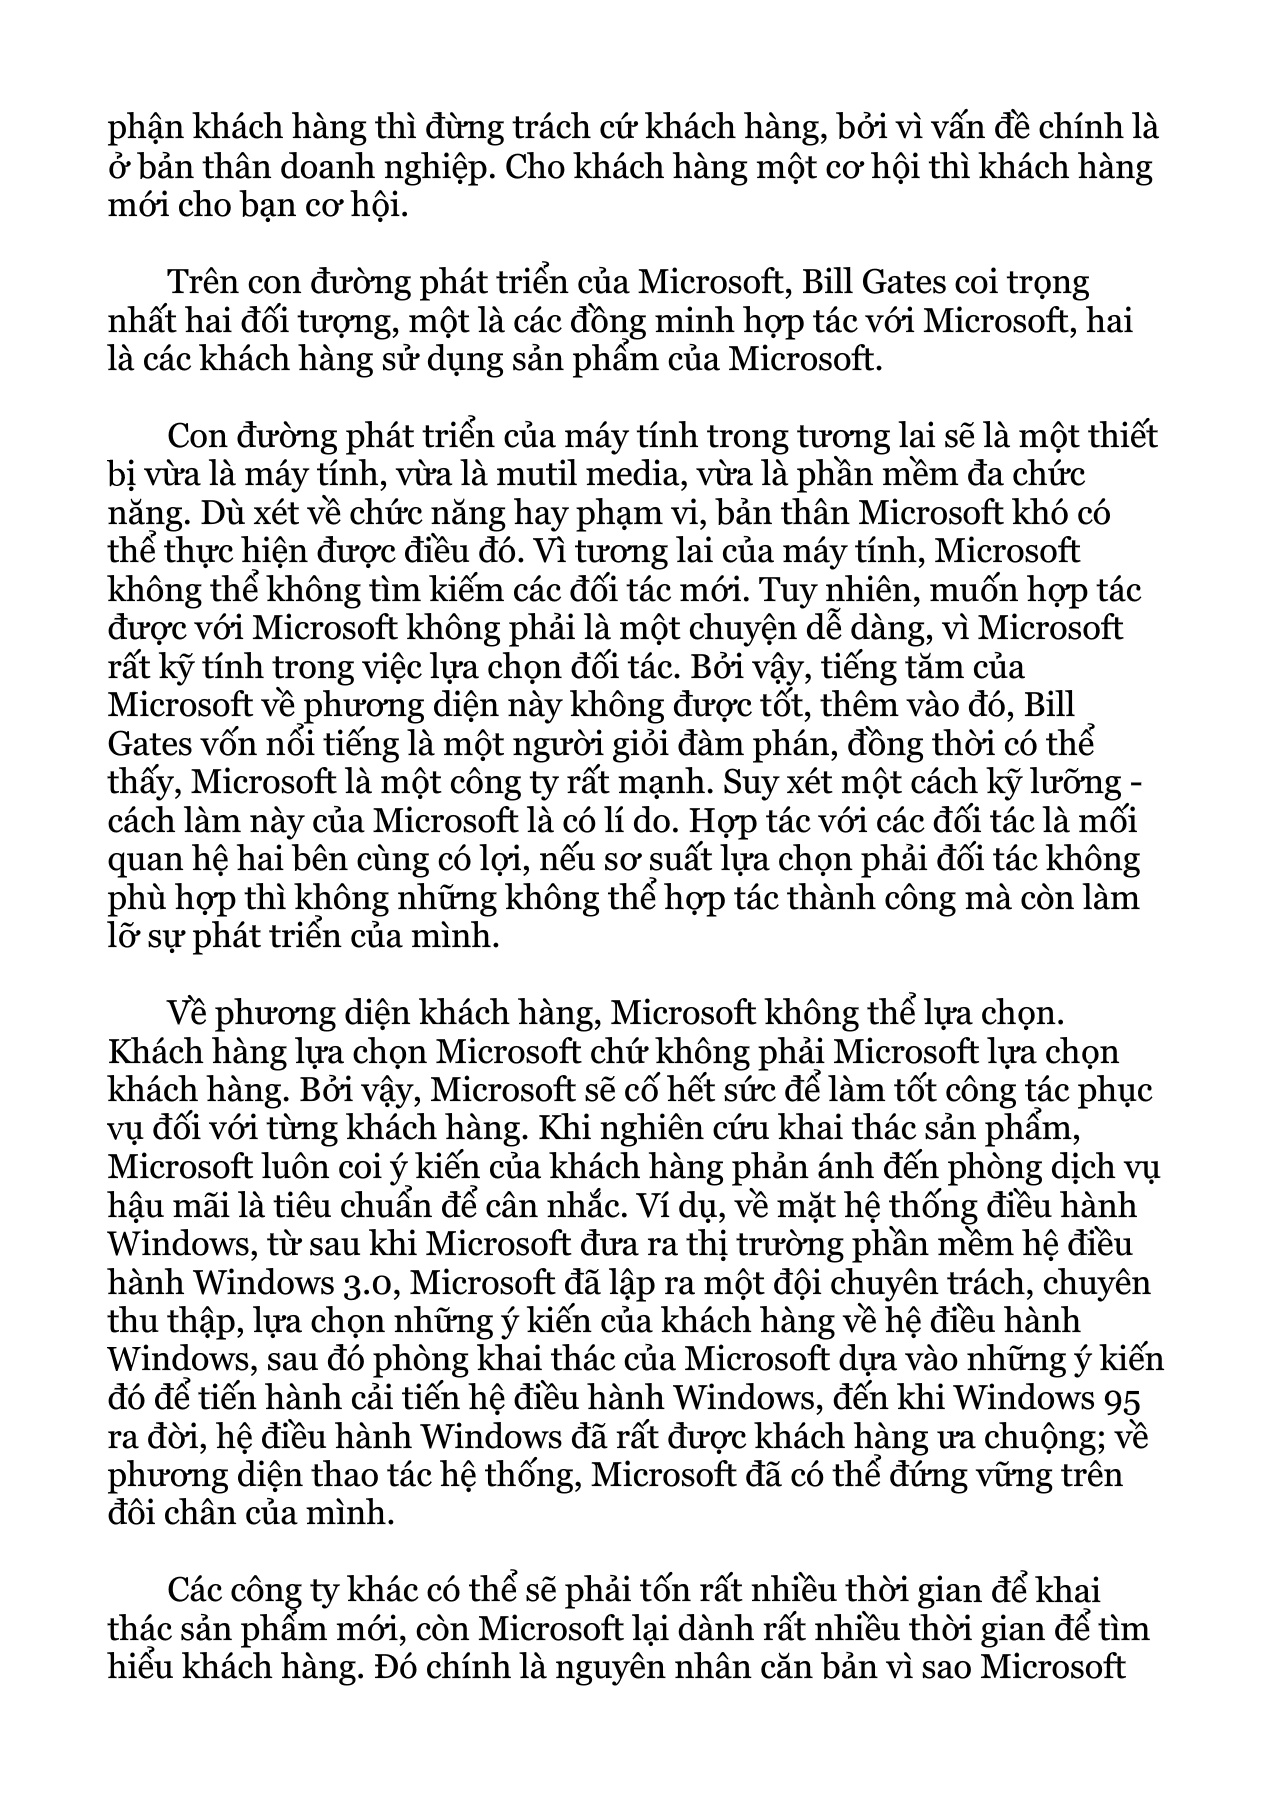 phận khách hàng thì đừng trách cứ khách hàng, bởi vì vấn đề chính là
ở bản thân doanh nghiệp. Cho khách hàng một cơ hội thì khách hàng
mới cho bạn cơ hội.
Trên con đường phát triển của Microsoft, Bill Gates coi trọng
nhất hai đối tượng, một là các đồng minh hợp tác với Microsoft, hai
là các khách hàng sử dụng sản phẩm của Microsoft.
Con đường phát triển của máy tính trong tương lai sẽ là một thiết
bị vừa là máy tính, vừa là mutil media, vừa là phần mềm đa chức
năng. Dù xét về chức năng hay phạm vi, bản thân Microsoft khó có
thể thực hiện được điều đó. Vì tương lai của máy tính, Microsoft
không thể không tìm kiếm các đối tác mới. Tuy nhiên, muốn hợp tác
được với Microsoft không phải là một chuyện dễ dàng, vì Microsoft
rất kỹ tính trong việc lựa chọn đối tác. Bởi vậy, tiếng tăm của
Microsoft về phương diện này không được tốt, thêm vào đó, Bill
Gates vốn nổi tiếng là một người giỏi đàm phán, đồng thời có thể
thấy, Microsoft là một công ty rất mạnh. Suy xét một cách kỹ lưỡng -
cách làm này của Microsoft là có lí do. Hợp tác với các đối tác là mối
quan hệ hai bên cùng có lợi, nếu sơ suất lựa chọn phải đối tác không
phù hợp thì không những không thể hợp tác thành công mà còn làm
lỡ sự phát triển của mình.
Về phương diện khách hàng, Microsoft không thể lựa chọn.
Khách hàng lựa chọn Microsoft chứ không phải Microsoft lựa chọn
khách hàng. Bởi vậy, Microsoft sẽ cố hết sức để làm tốt công tác phục
vụ đối với từng khách hàng. Khi nghiên cứu khai thác sản phẩm,
Microsoft luôn coi ý kiến của khách hàng phản ánh đến phòng dịch vụ
hậu mãi là tiêu chuẩn để cân nhắc. Ví dụ, về mặt hệ thống điều hành
Windows, từ sau khi Microsoft đưa ra thị trường phần mềm hệ điều
hành Windows 3.0, Microsoft đã lập ra một đội chuyên trách, chuyên
thu thập, lựa chọn những ý kiến của khách hàng về hệ điều hành
Windows, sau đó phòng khai thác của Microsoft dựa vào những ý kiến
đó để tiến hành cải tiến hệ điều hành Windows, đến khi Windows 95
ra đời, hệ điều hành Windows đã rất được khách hàng ưa chuộng; về
phương diện thao tác hệ thống, Microsoft đã có thể đứng vững trên
đôi chân của mình.
Các công ty khác có thể sẽ phải tốn rất nhiều thời gian để khai
thác sản phẩm mới, còn Microsoft lại dành rất nhiều thời gian để tìm
hiểu khách hàng. Đó chính là nguyên nhân căn bản vì sao Microsoft